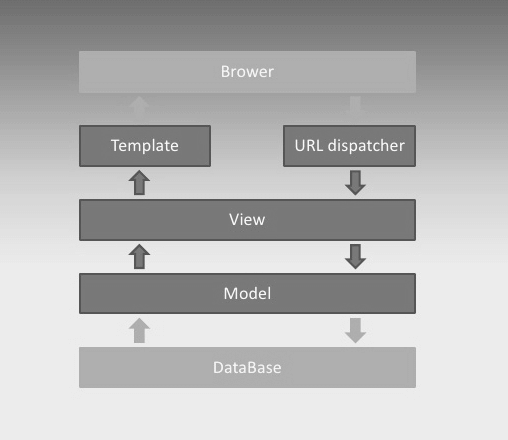 Brower
Template
URL dispatcher
View
Model
DataBase